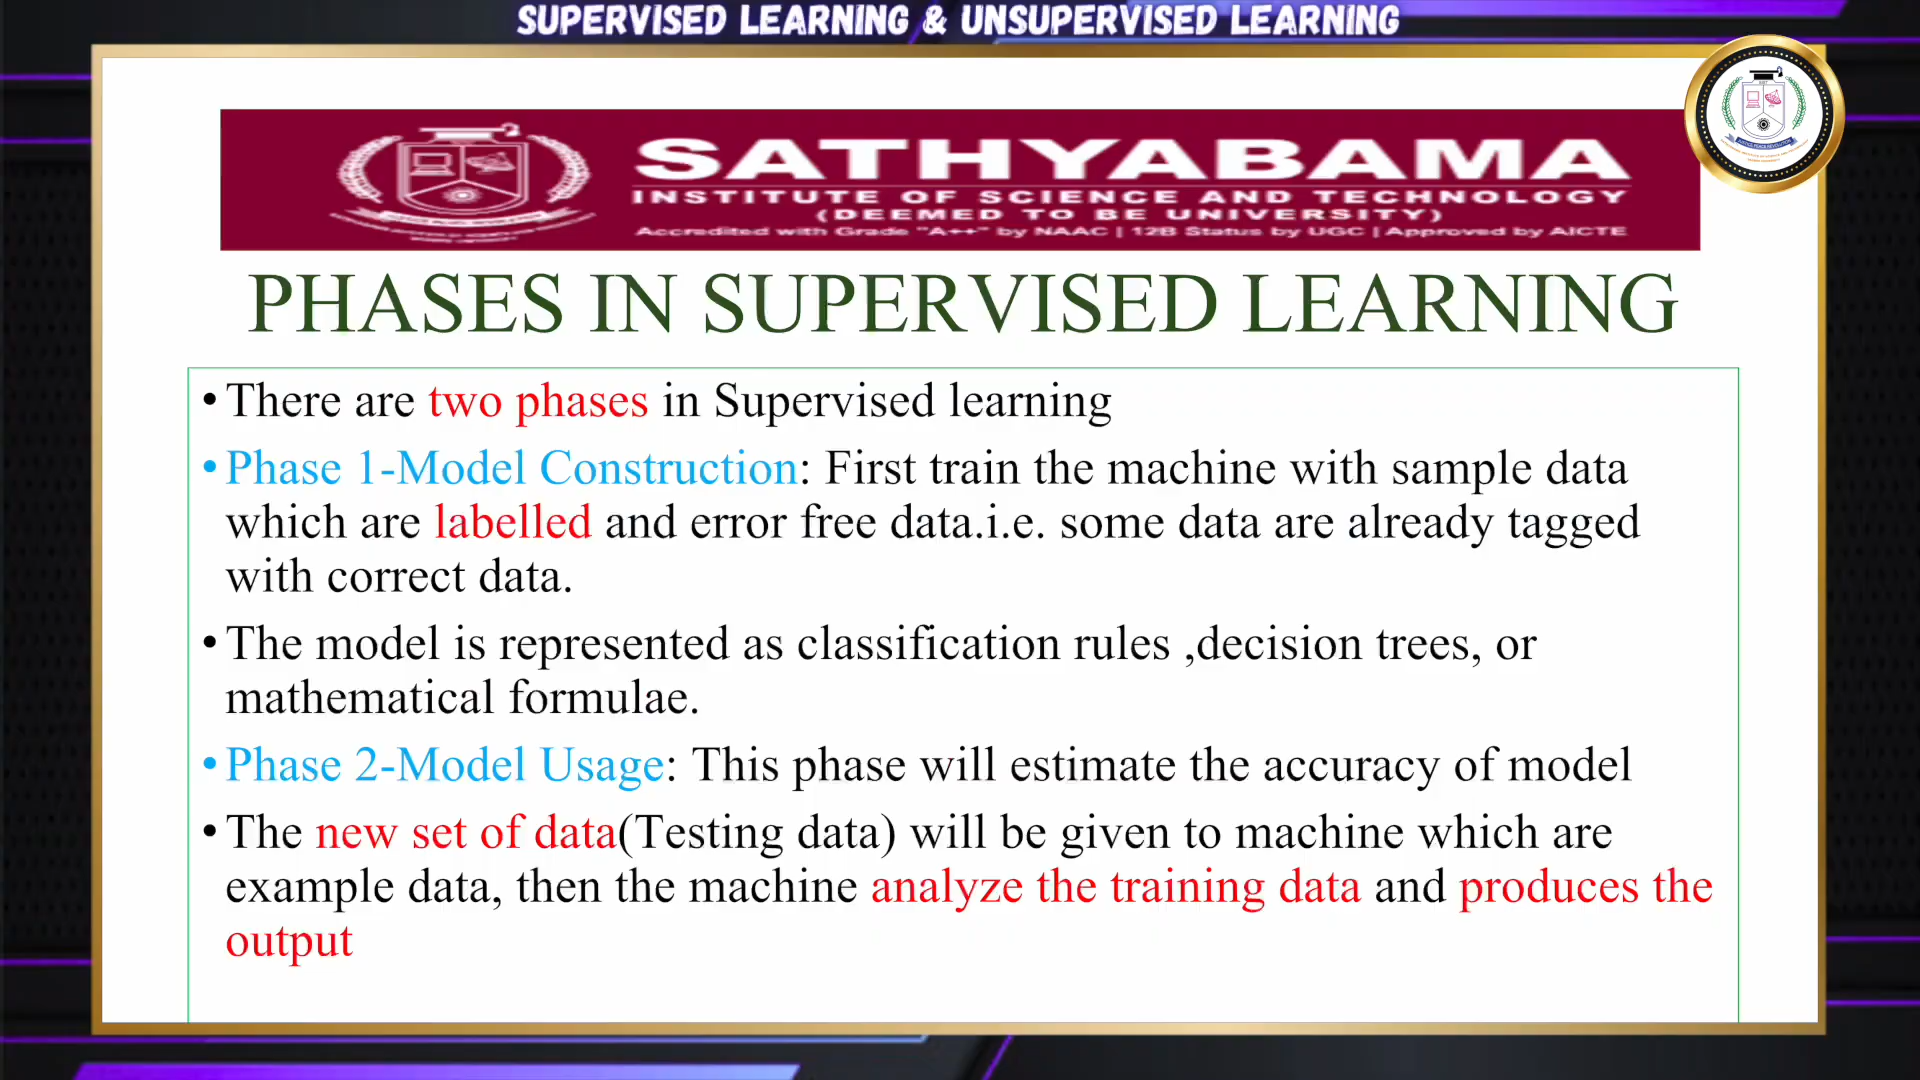 SUPERVISED LEARNING & UNSUPERVISED LEARNING
SATHYABAMA
INSTITUTE OF SCIENCE AND TECHNOLOGY
(DEEMED TO BE UNIVERSITY)
Accredited with Grade "A++" by NAAC | 12B Status by UGC | Approved by AICTE
PHASES IN SUPERVISED LEARNING
• There are two phases in Supervised learning
• Phase 1-Model Construction: First train the machine with sample data
which are labelled and error free data.i.e. some data are already tagged
with correct data.
• The model is represented as classification rules ,decision trees, or
mathematical formulae.
• Phase 2-Model Usage: This phase will estimate the accuracy of model
• The new set of data(Testing data) will be given to machine which are
example data, then the machine analyze the training data and produces the
output